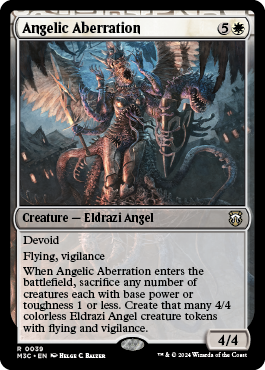 Angelic Aberration 5
Creature — Eldrazi Angel
Devoid
Flying, vigilance
When Angelic Aberration enters the
battlefield, sacrifice any number of
creatures each with base power or
toughness 1 or less. Create that many 4/4
colorless Eldrazi Angel creature tokens
with flying and vigilance.
4/4
R 0039
M3C • EN Helge C. Balzer
™ & © 2024 Wizards of the Coast